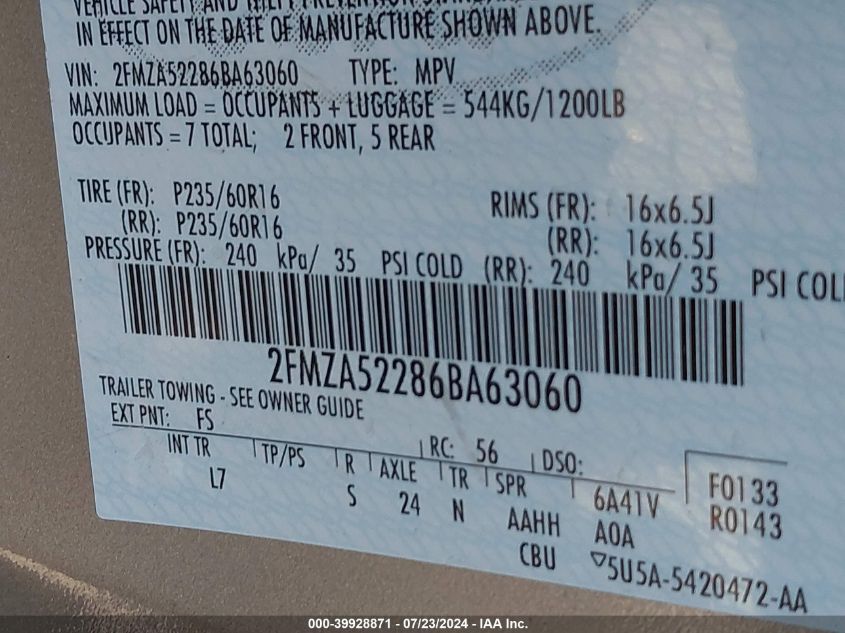 VEHICLE SAFETY AND THEFT PREVENTION STANDARDS
IN EFFECT ON THE DATE OF MANUFACTURE SHOWN ABOVE.
VIN: 2FMZA52286BA63060 TYPE: MPV
MAXIMUM LOAD = OCCUPANTS + LUGGAGE = 544KG/1200LB
OCCUPANTS = 7 TOTAL; 2 FRONT, 5 REAR
TIRE (FR): P235/60R16 RIMS (FR): 16x6.5J
(RR): P235/60R16 (RR): 16x6.5J
PRESSURE (FR): 240 kPa/ 35 PSI COLD (RR): 240 kPa/ 35 PSI COL
2FMZA52286BA63060
TRAILER TOWING - SEE OWNER GUIDE
EXT PNT: FS RC: 56 DSO:
INT TR TP/PS R AXLE TR SPR 6A41V F0133
L7 S 24 N AAHH A0A R0143
CBU 5U5A-5420472-AA
000-39928871 / 07/23/2024 - IAA Inc.